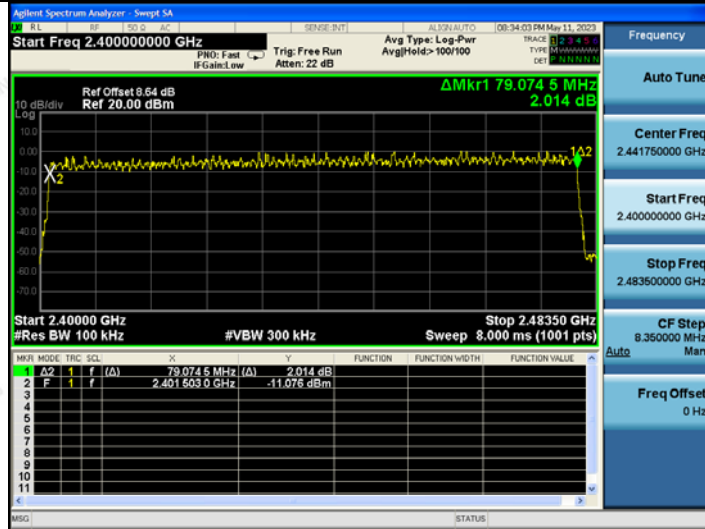 Agilent Spectrum Analyzer - Swept SA
RL RF 50 Ω AC SENSE:INT ALIGNAUTO 08:34:03 PM May 11, 2023
Start Freq 2.400000000 GHz
PNO: Fast
IFGain:Low
Trig: Free Run
Atten: 22 dB
Avg Type: Log-Pwr
Avg|Hold:> 100/100
TRACE 1 2 3 4 5 6
TYPE M
DET P N N N N N
Ref Offset 8.64 dB
10 dB/div Ref 20.00 dBm
Log
ΔMkr1 79.074 5 MHz
2.014 dB
10.0
0.00
-10.0
-20.0
-30.0
-40.0
-50.0
-60.0
-70.0
2
1Δ2
Start 2.40000 GHz Stop 2.48350 GHz
#Res BW 100 kHz #VBW 300 kHz Sweep 8.000 ms (1001 pts)
MKR MODE TRC SCL X Y FUNCTION FUNCTION WIDTH FUNCTION VALUE
1 Δ2 1 f (Δ) 79.074 5 MHz (Δ) 2.014 dB
2 F 1 f 2.401 503 0 GHz -11.076 dBm
3
4
5
6
7
8
9
10
11
MSG STATUS
Frequency
Auto Tune
Center Freq
2.441750000 GHz
Start Freq
2.400000000 GHz
Stop Freq
2.483500000 GHz
CF Step
8.350000 MHz
Auto Man
Freq Offset
0 Hz